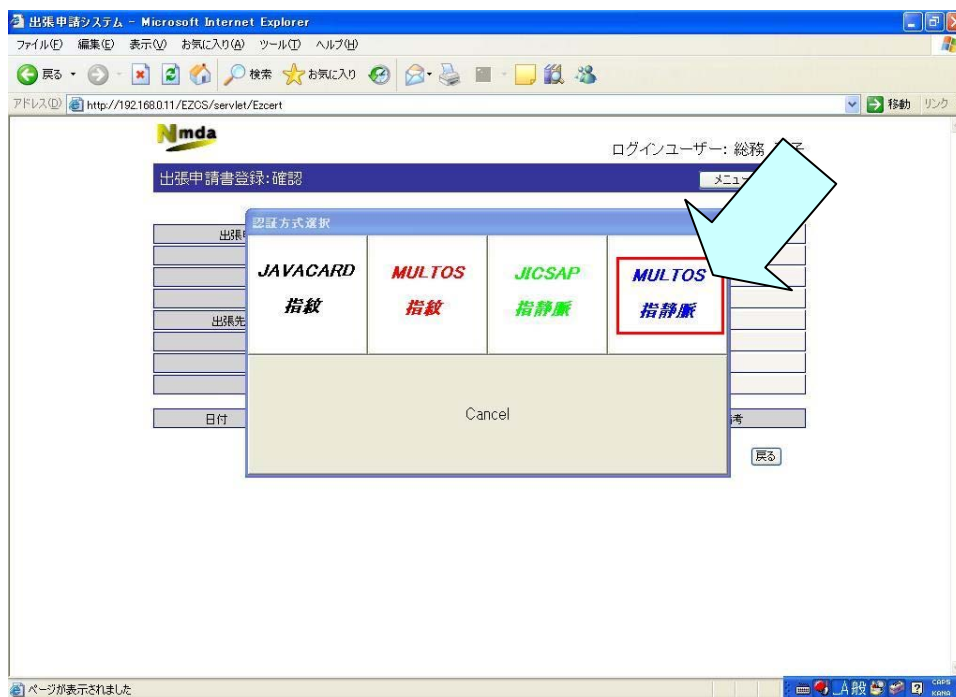 出張申請システム - Microsoft Internet Explorer
ファイル(F) 編集(E) 表示(V) お気に入り(A) ツール(T) ヘルプ(H)
戻る 検索 お気に入り
アドレス(D) http://192.168.0.11/EZCS/servlet/Ezcert 移動 リンク
Nmda
ログインユーザー: 総務
出張申請書登録:確認 メニュー
認証方式選択
出張
JAVACARD MULTOS JICSAP MULTOS
指紋 指紋 指静脈 指静脈
出張先
Cancel
日付 考
戻る
ページが表示されました
A 般 CAPS
KANA